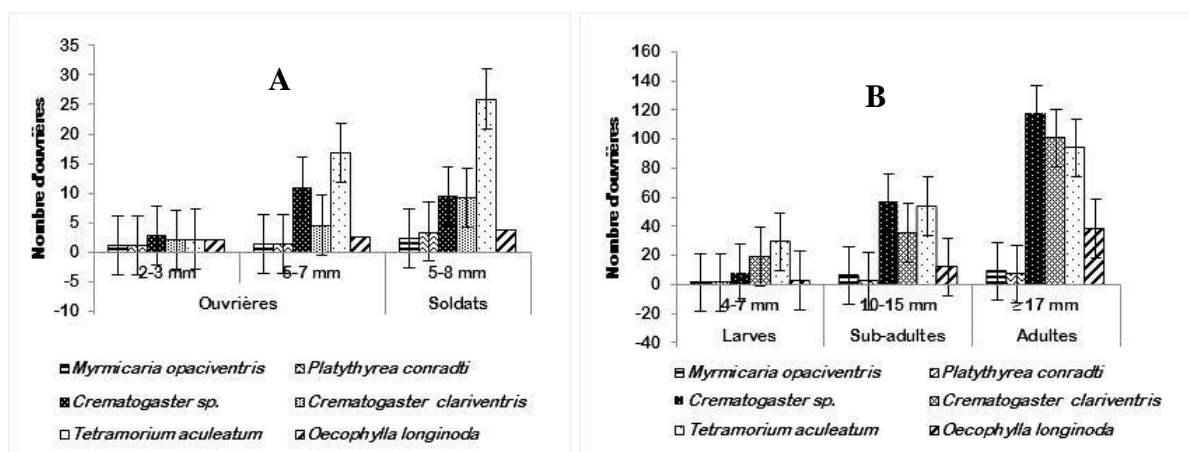 A
Nombre d'ouvrières
35
30
25
20
15
10
5
0
-5
-10
2-3 mm
5-7 mm
5-8 mm
Ouvrières
Soldats
Myrmicaria opaciventris
Platythyrea conradti
Crematogaster sp.
Crematogaster clariventris
Tetramorium aculeatum
Oecophylla longinoda
B
Nombre d'ouvrières
160
140
120
100
80
60
40
20
0
-20
-40
4-7 mm
10-15 mm
≥17 mm
Larves
Sub-adultes
Adultes
Myrmicaria opaciventris
Platythyrea conradti
Crematogaster sp.
Crematogaster clariventris
Tetramorium aculeatum
Oecophylla longinoda